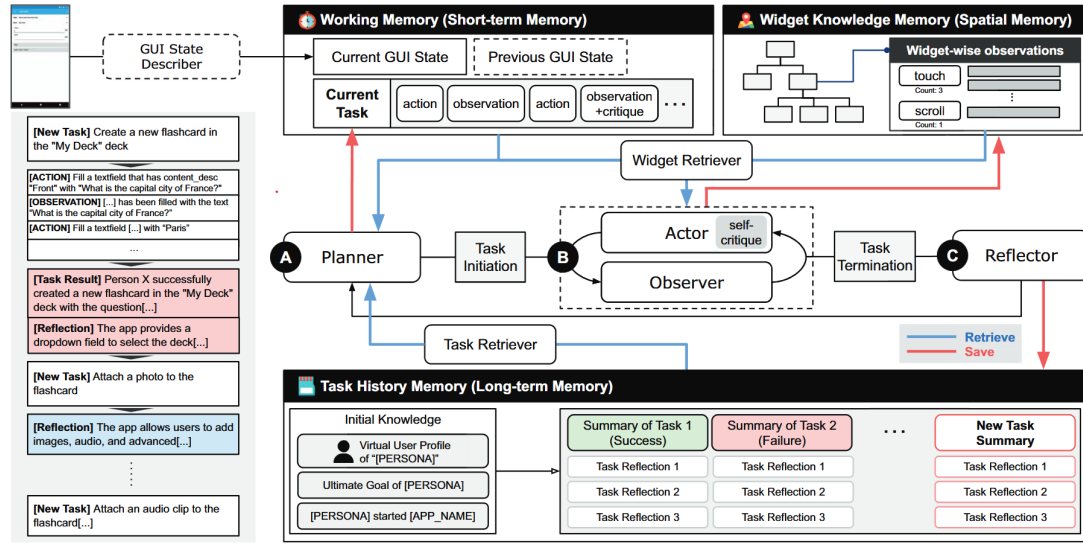 GUI State
Describer
[New Task] Create a new flashcard in
the "My Deck" deck
[ACTION] Fill a textfield that has content_desc
"Front" with "What is the capital city of France?"
[OBSERVATION] [...] has been filled with the text
"What is the capital city of France?"
[ACTION] Fill a textfield [...] with "Paris"
...
[Task Result] Person X successfully
created a new flashcard in the "My Deck"
deck with the question[...]
[Reflection] The app provides a
dropdown field to select the deck[...]
[New Task] Attach a photo to the
flashcard
[Reflection] The app allows users to add
images, audio, and advanced[...]
[New Task] Attach an audio clip to the
flashcard[...]
Working Memory (Short-term Memory)
Current GUI State
Previous GUI State
Current
Task
action
observation
action
observation
+critique
...
Widget Knowledge Memory (Spatial Memory)
Widget-wise observations
touch
Count: 3
scroll
Count: 1
Widget Retriever
A
Planner
Task
Initiation
B
Actor
self-
critique
Observer
Task
Termination
C
Reflector
Task Retriever
Retrieve
Save
Task History Memory (Long-term Memory)
Initial Knowledge
Virtual User Profile
of "[PERSONA]"
Ultimate Goal of [PERSONA]
[PERSONA] started [APP_NAME]
Summary of Task 1
(Success)
Task Reflection 1
Task Reflection 2
Task Reflection 3
Summary of Task 2
(Failure)
Task Reflection 1
Task Reflection 2
Task Reflection 3
...
New Task
Summary
Task Reflection 1
Task Reflection 2
Task Reflection 3